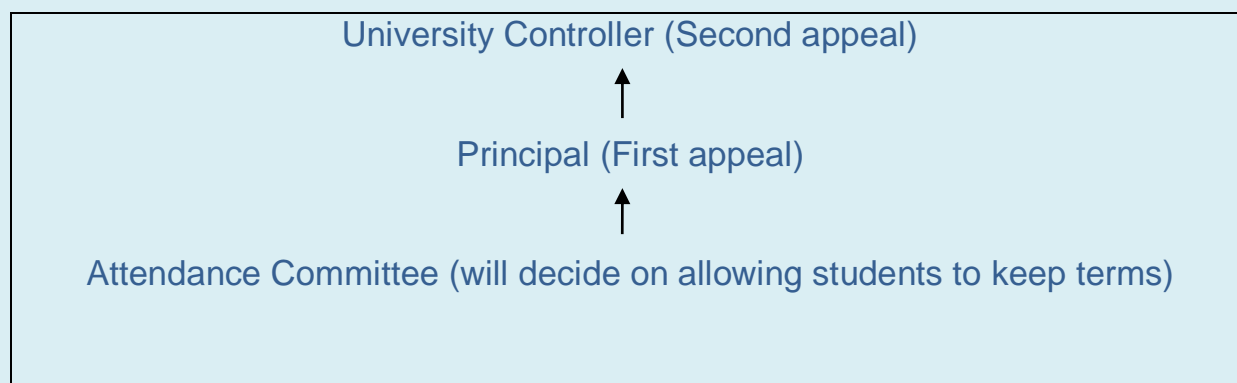 University Controller (Second appeal)
Principal (First appeal)
Attendance Committee (will decide on allowing students to keep terms)